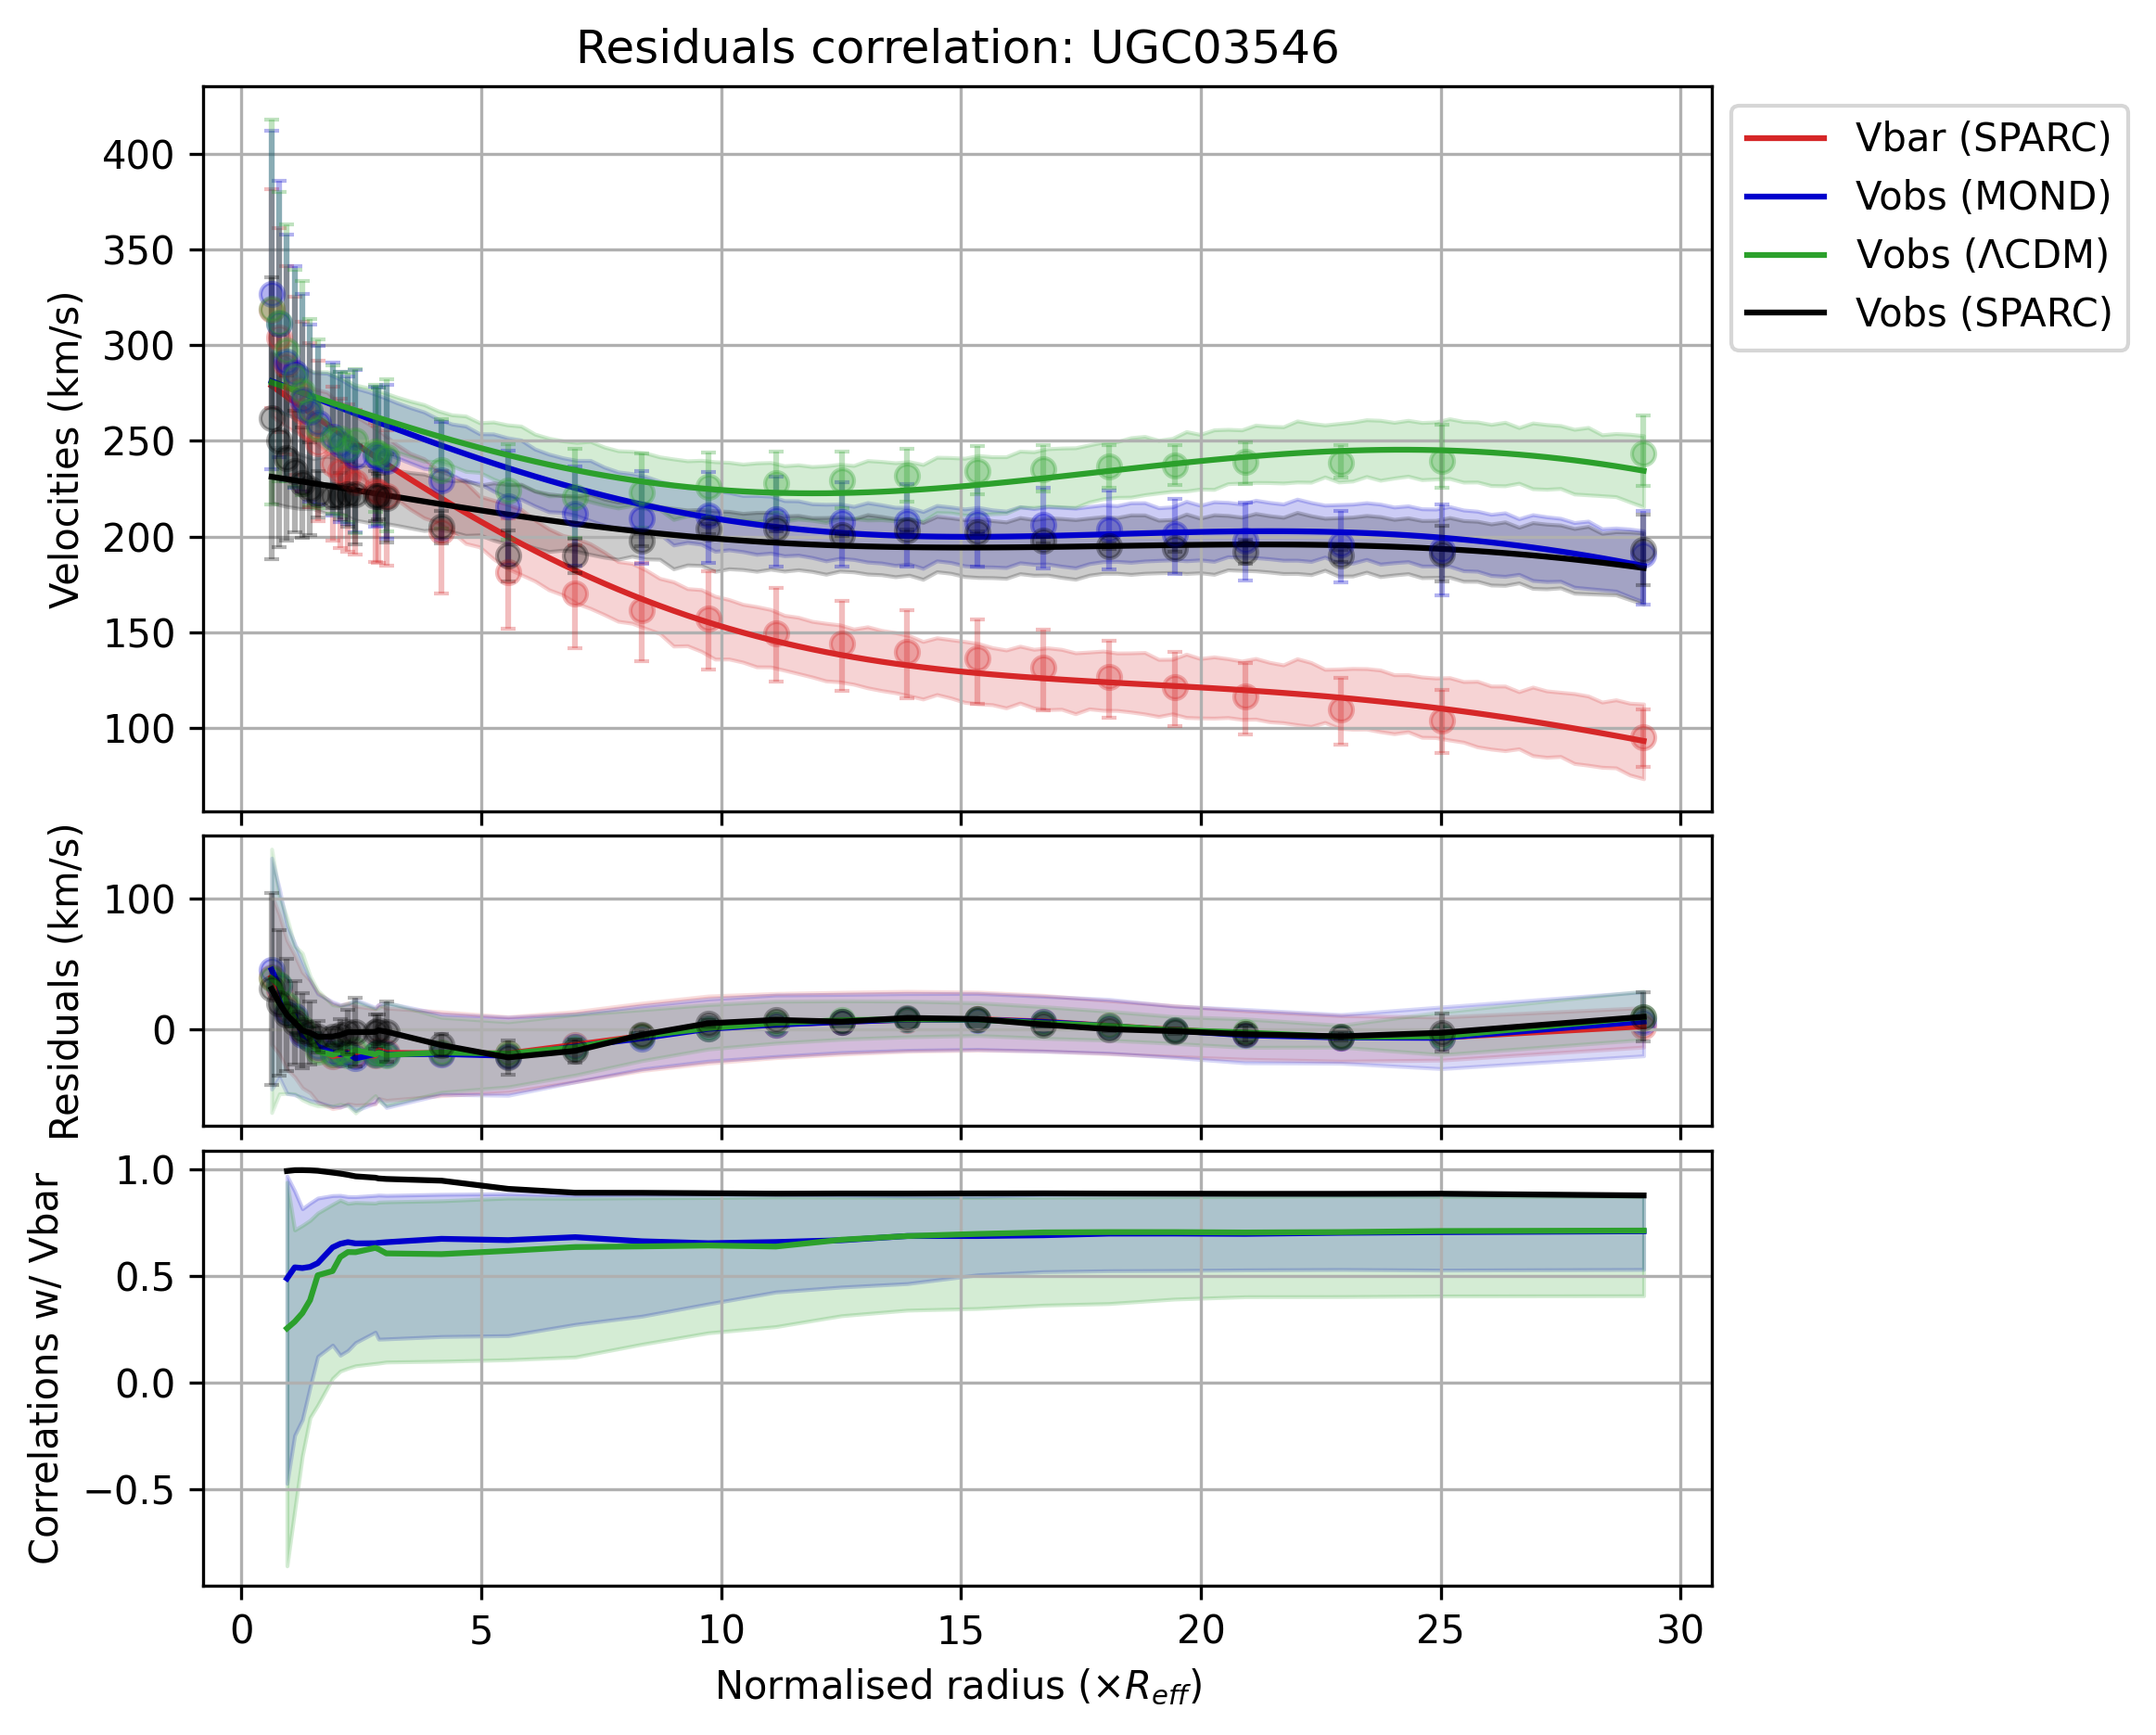 Residuals correlation: UGC03546
Velocities (km/s)
400
350
300
250
200
150
100
Vbar (SPARC)
Vobs (MOND)
Vobs (ΛCDM)
Vobs (SPARC)
Residuals (km/s)
100
0
Correlations w/ Vbar
1.0
0.5
0.0
−0.5
0 5 10 15 20 25 30
Normalised radius (×R_eff)